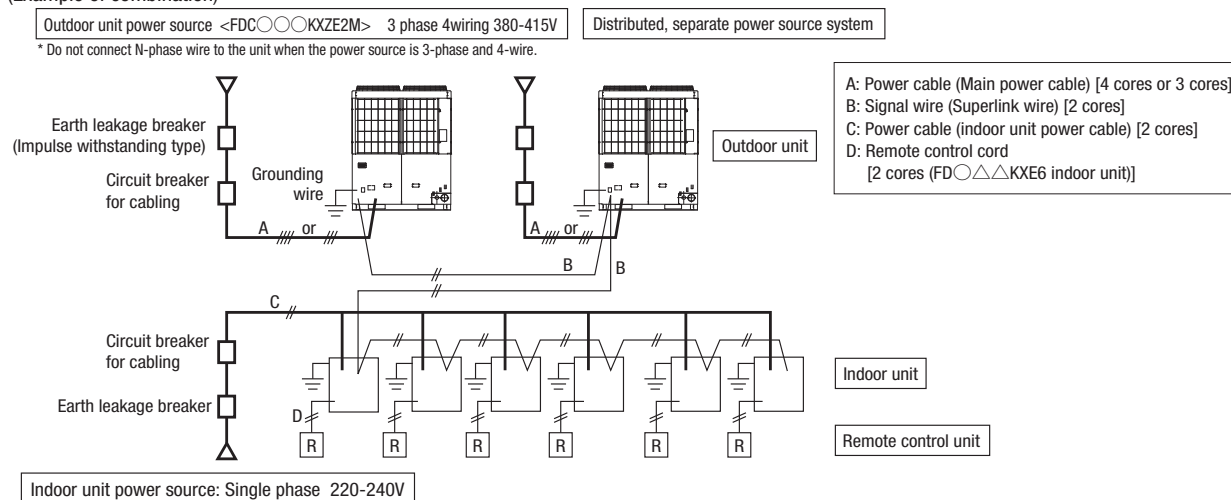 (Example of combination)
Outdoor unit power source <FDC○○○KXZE2M> 3 phase 4wiring 380-415V
Distributed, separate power source system
* Do not connect N-phase wire to the unit when the power source is 3-phase and 4-wire.
A: Power cable (Main power cable) [4 cores or 3 cores]
B: Signal wire (Superlink wire) [2 cores]
C: Power cable (indoor unit power cable) [2 cores]
D: Remote control cord
[2 cores (FD○△△KXE6 indoor unit)]
Earth leakage breaker
(Impulse withstanding type)
Circuit breaker
for cabling
Grounding
wire
Outdoor unit
A or
A or
B
B
C
Circuit breaker
for cabling
Earth leakage breaker
D
Indoor unit
R R R R R R
Remote control unit
Indoor unit power source: Single phase 220-240V